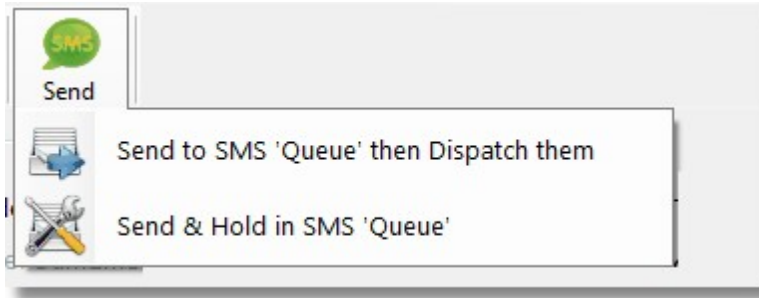 SMS
Send
Send to SMS 'Queue' then Dispatch them
Send & Hold in SMS 'Queue'